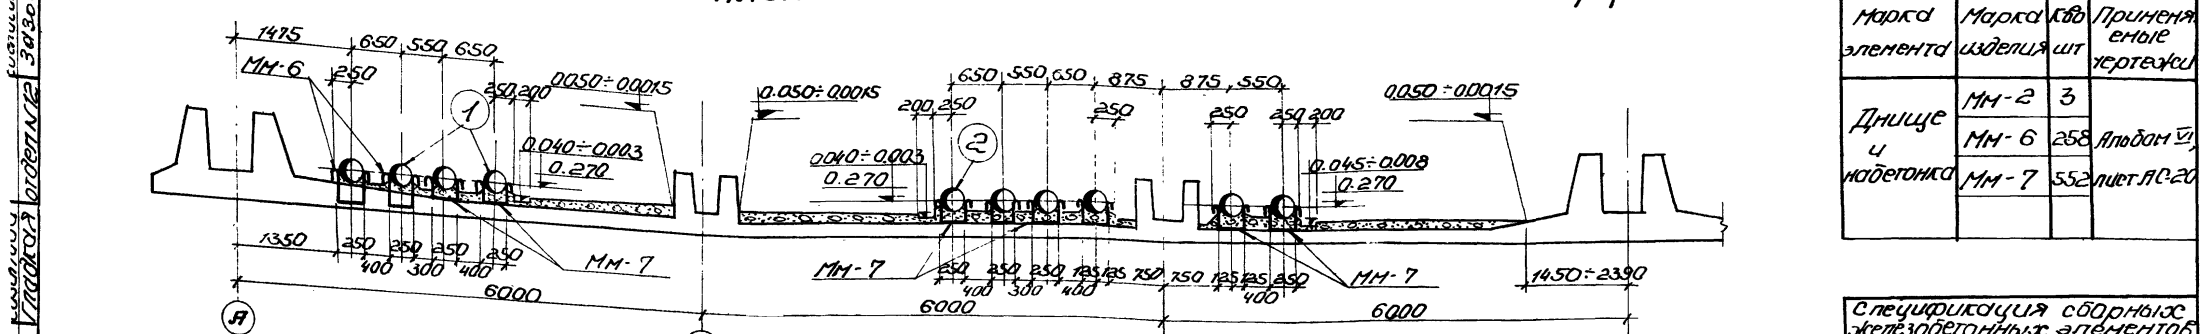 1475
650 550 650
Мм-6
250
250 200
0.050÷0.0015
0.050÷0.0015
1
0.040÷0.003
0.270
650 550 650 875 875 550
200 250
250
250
250 200
0.050÷0.0015
2
0.040÷0.003
0.270
0.045÷0.008
0.270
1350
250 250 250 250
400 300 400
Мм-7
Мм-7
250 250 250 125 125 750 750 125 125 250
400 300 400
400
Мм-7
1450÷2390
6000
6000
6000
А
Марка элемента
Марка изделия
кво шт
Применяемые чертежи
Днище и набетонка
Мм-2 3
Мм-6 258
Мм-7 552
Альбом VI, лист АС-20
Спецификация сборных
железобетонных элементов